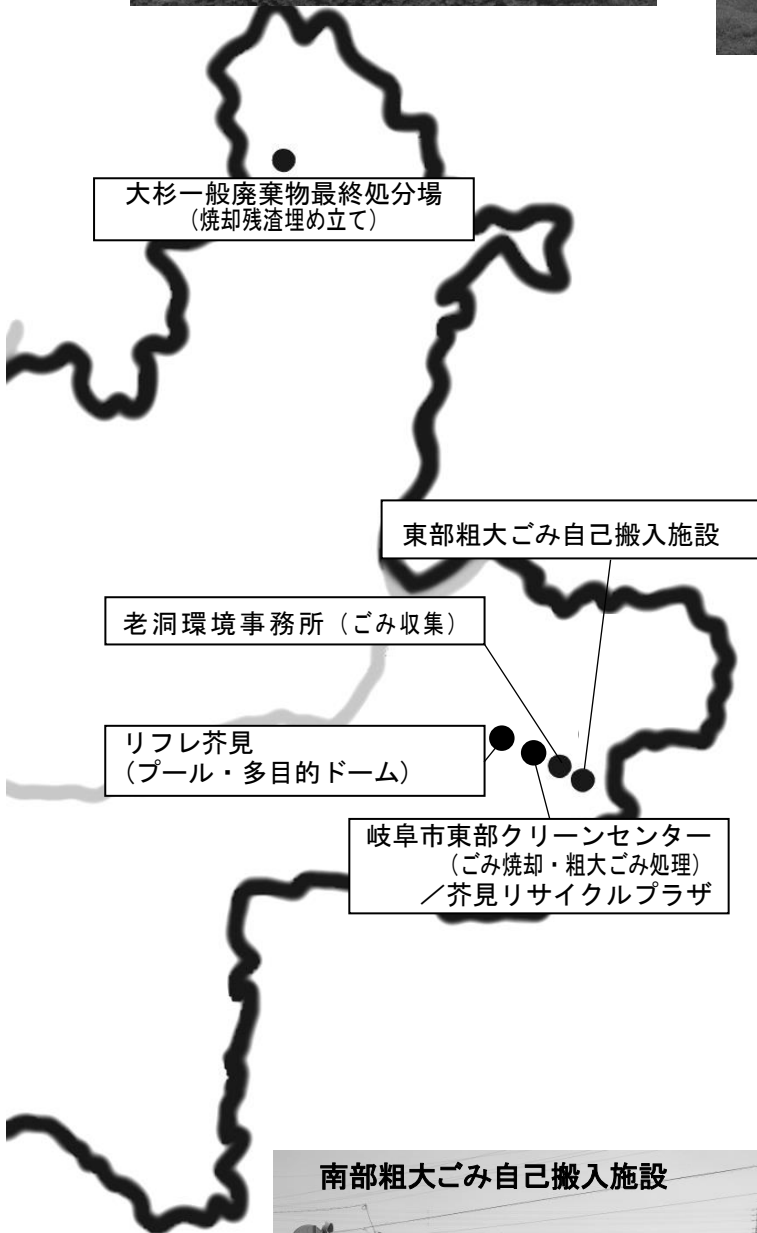 大杉一般廃棄物最終処分場
（焼却残渣埋め立て）
東部粗大ごみ自己搬入施設
老洞環境事務所（ごみ収集）
リフレ芥見
（プール・多目的ドーム）
岐阜市東部クリーンセンター
（ごみ焼却・粗大ごみ処理）
／芥見リサイクルプラザ
南部粗大ごみ自己搬入施設